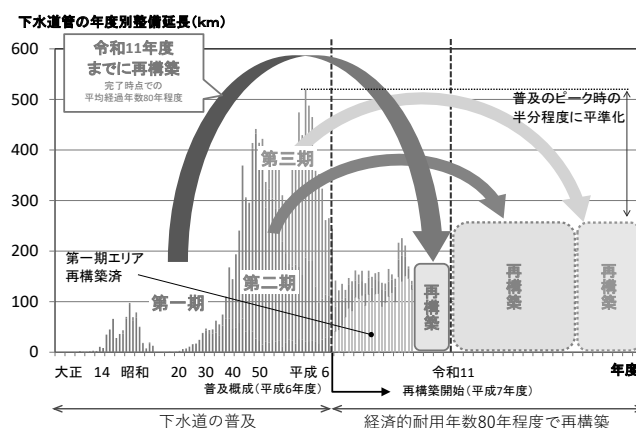 下水道管の年度別整備延長(km)
600
500
400
300
200
100
0
令和11年度
までに再構築
完了時点での
平均経過年数80年程度
普及のピーク時の
半分程度に平準化
第三期
第二期
第一期
第一期エリア
再構築済
再構築
再構築
再構築
大正 14 昭和 20 30 40 50 平成 6 令和11 年度
普及概成(平成6年度)
再構築開始(平成7年度)
下水道の普及
経済的耐用年数80年程度で再構築